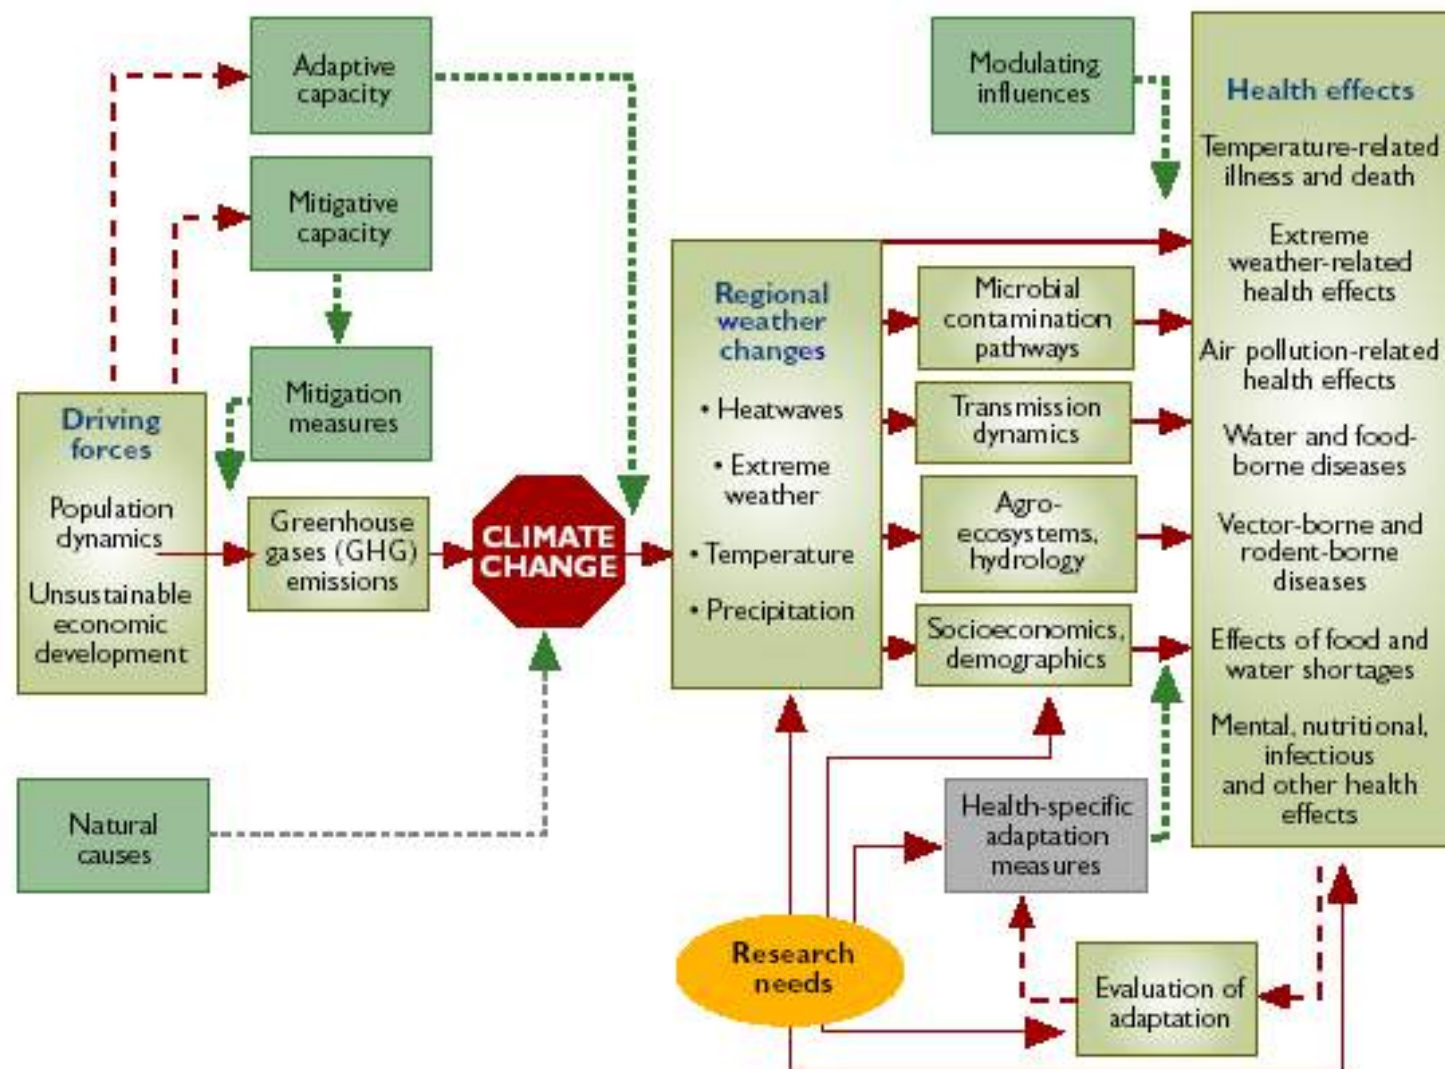 Adaptive
capacity
Mitigative
capacity
Mitigation
measures
Driving
forces
Population
dynamics
Unsustainable
economic
development
Greenhouse
gases (GHG)
emissions
CLIMATE
CHANGE
Natural
causes
Regional
weather
changes
• Heatwaves
• Extreme
weather
• Temperature
• Precipitation
Modulating
influences
Microbial
contamination
pathways
Transmission
dynamics
Agro-
ecosystems,
hydrology
Socioeconomics,
demographics
Health-specific
adaptation
measures
Research
needs
Evaluation of
adaptation
Health effects
Temperature-related
illness and death
Extreme
weather-related
health effects
Air pollution-related
health effects
Water and food-
borne diseases
Vector-borne and
rodent-borne
diseases
Effects of food and
water shortages
Mental, nutritional,
infectious
and other health
effects